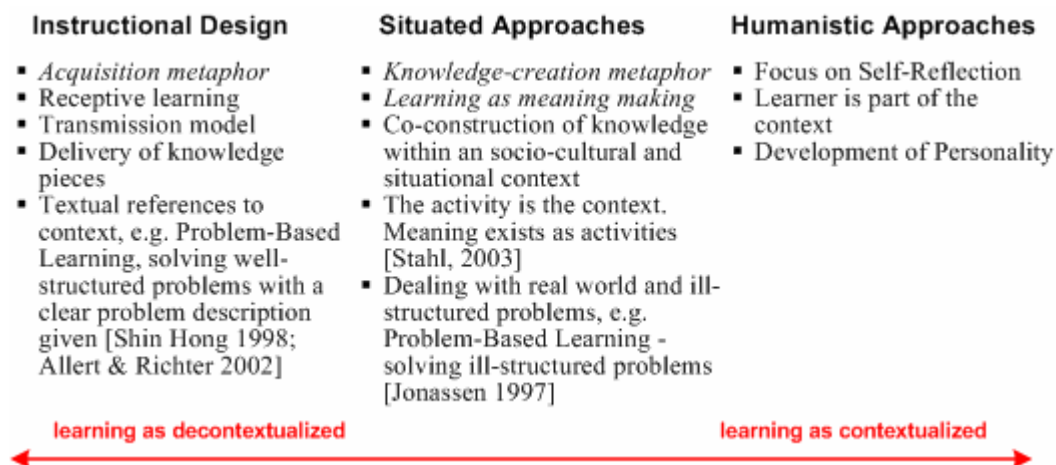 Instructional Design
▪ Acquisition metaphor
▪ Receptive learning
▪ Transmission model
▪ Delivery of knowledge
pieces
▪ Textual references to
context, e.g. Problem-Based
Learning, solving well-
structured problems with a
clear problem description
given [Shin Hong 1998;
Allert & Richter 2002]
Situated Approaches
▪ Knowledge-creation metaphor
▪ Learning as meaning making
▪ Co-construction of knowledge
within an socio-cultural and
situational context
▪ The activity is the context.
Meaning exists as activities
[Stahl, 2003]
▪ Dealing with real world and ill-
structured problems, e.g.
Problem-Based Learning -
solving ill-structured problems
[Jonassen 1997]
Humanistic Approaches
▪ Focus on Self-Reflection
▪ Learner is part of the
context
▪ Development of Personality
learning as decontextualized
learning as contextualized